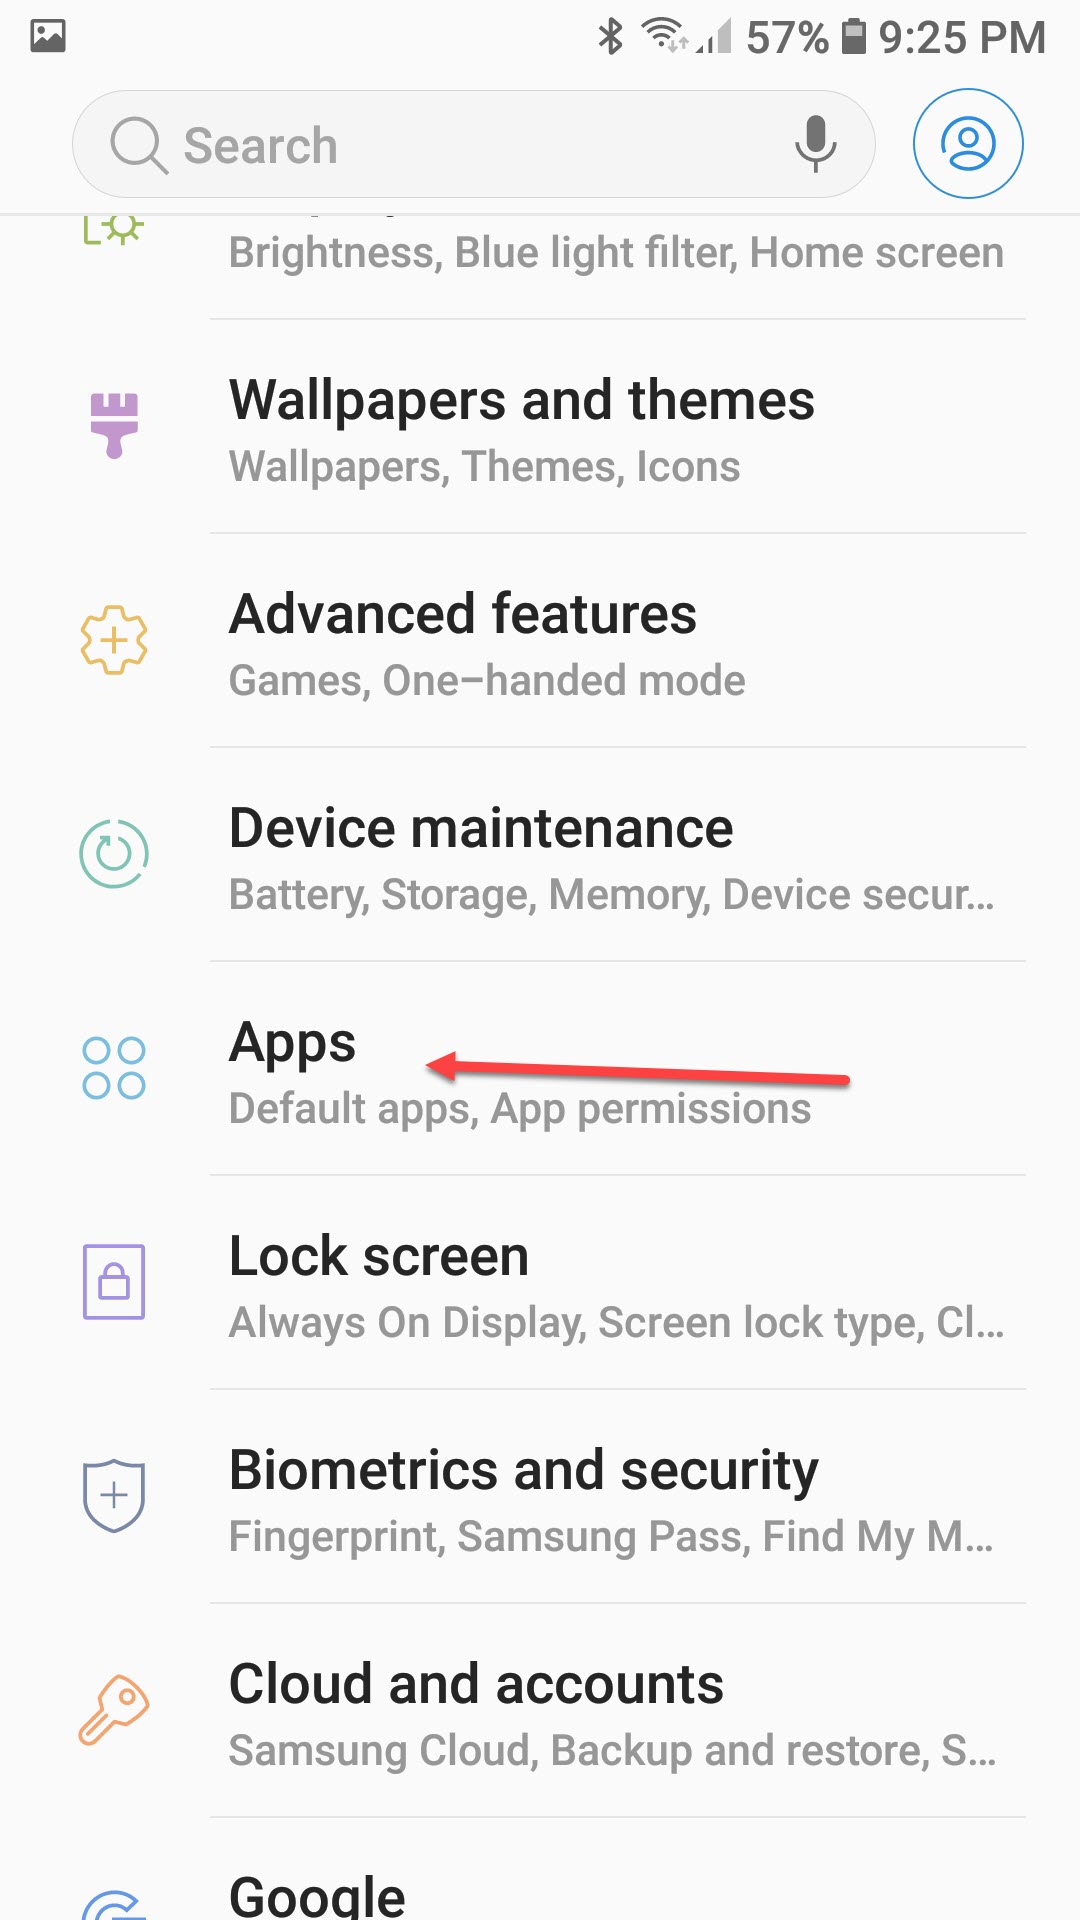 57% 9:25 PM
Search
Brightness, Blue light filter, Home screen
Wallpapers and themes
Wallpapers, Themes, Icons
Advanced features
Games, One-handed mode
Device maintenance
Battery, Storage, Memory, Device secur...
Apps
Default apps, App permissions
Lock screen
Always On Display, Screen lock type, Cl...
Biometrics and security
Fingerprint, Samsung Pass, Find My M...
Cloud and accounts
Samsung Cloud, Backup and restore, S...
Google